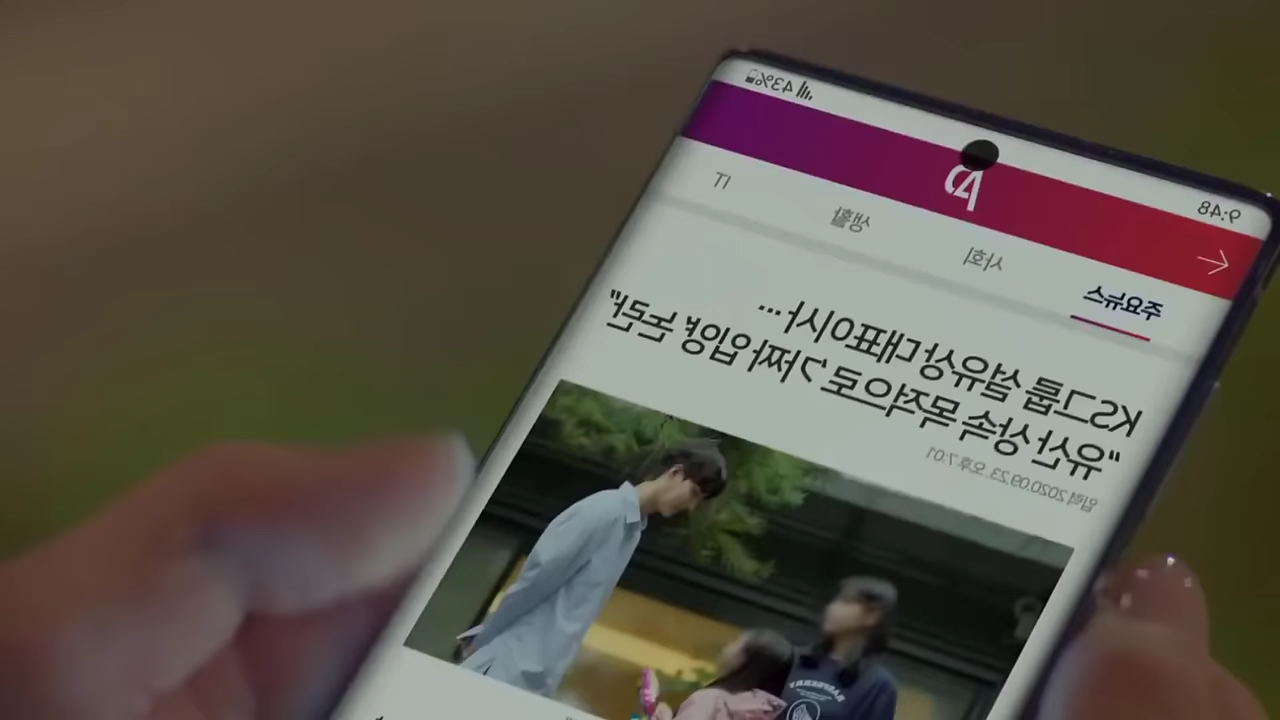 9:48
43%
주요뉴스
사회
생활
IT
KS그룹 섬유상 대표이사...
"유산 상속 목적으로 '가짜 입양' 논란"
입력 2020.09.23. 오후 7:01